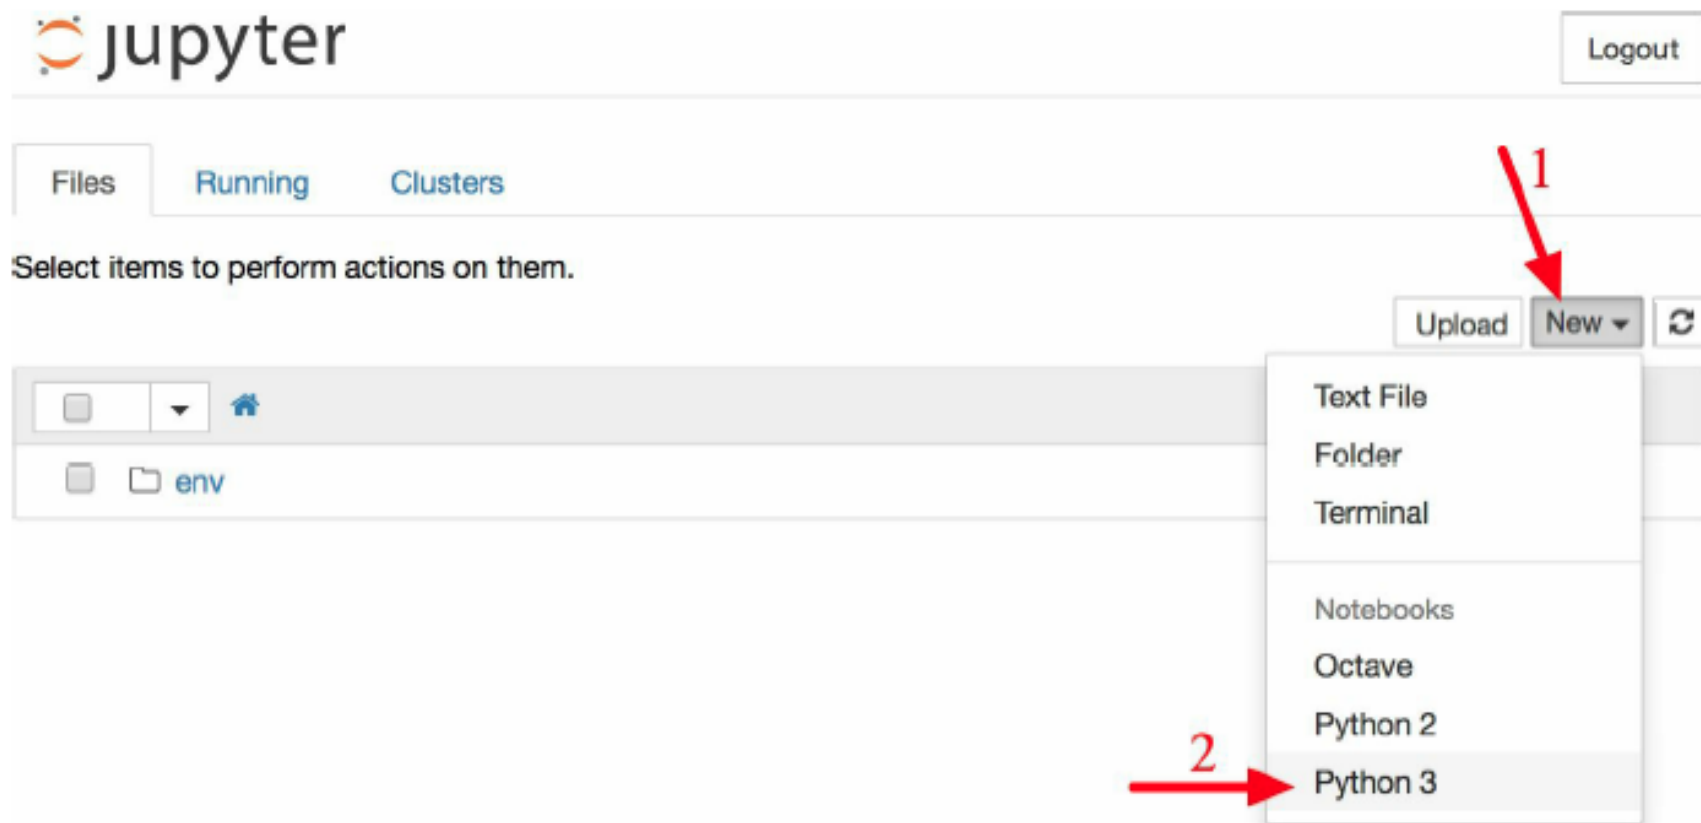 jupyter
Logout
Files Running Clusters
1
Select items to perform actions on them.
Upload New
env
Text File
Folder
Terminal
Notebooks
Octave
Python 2
2
Python 3